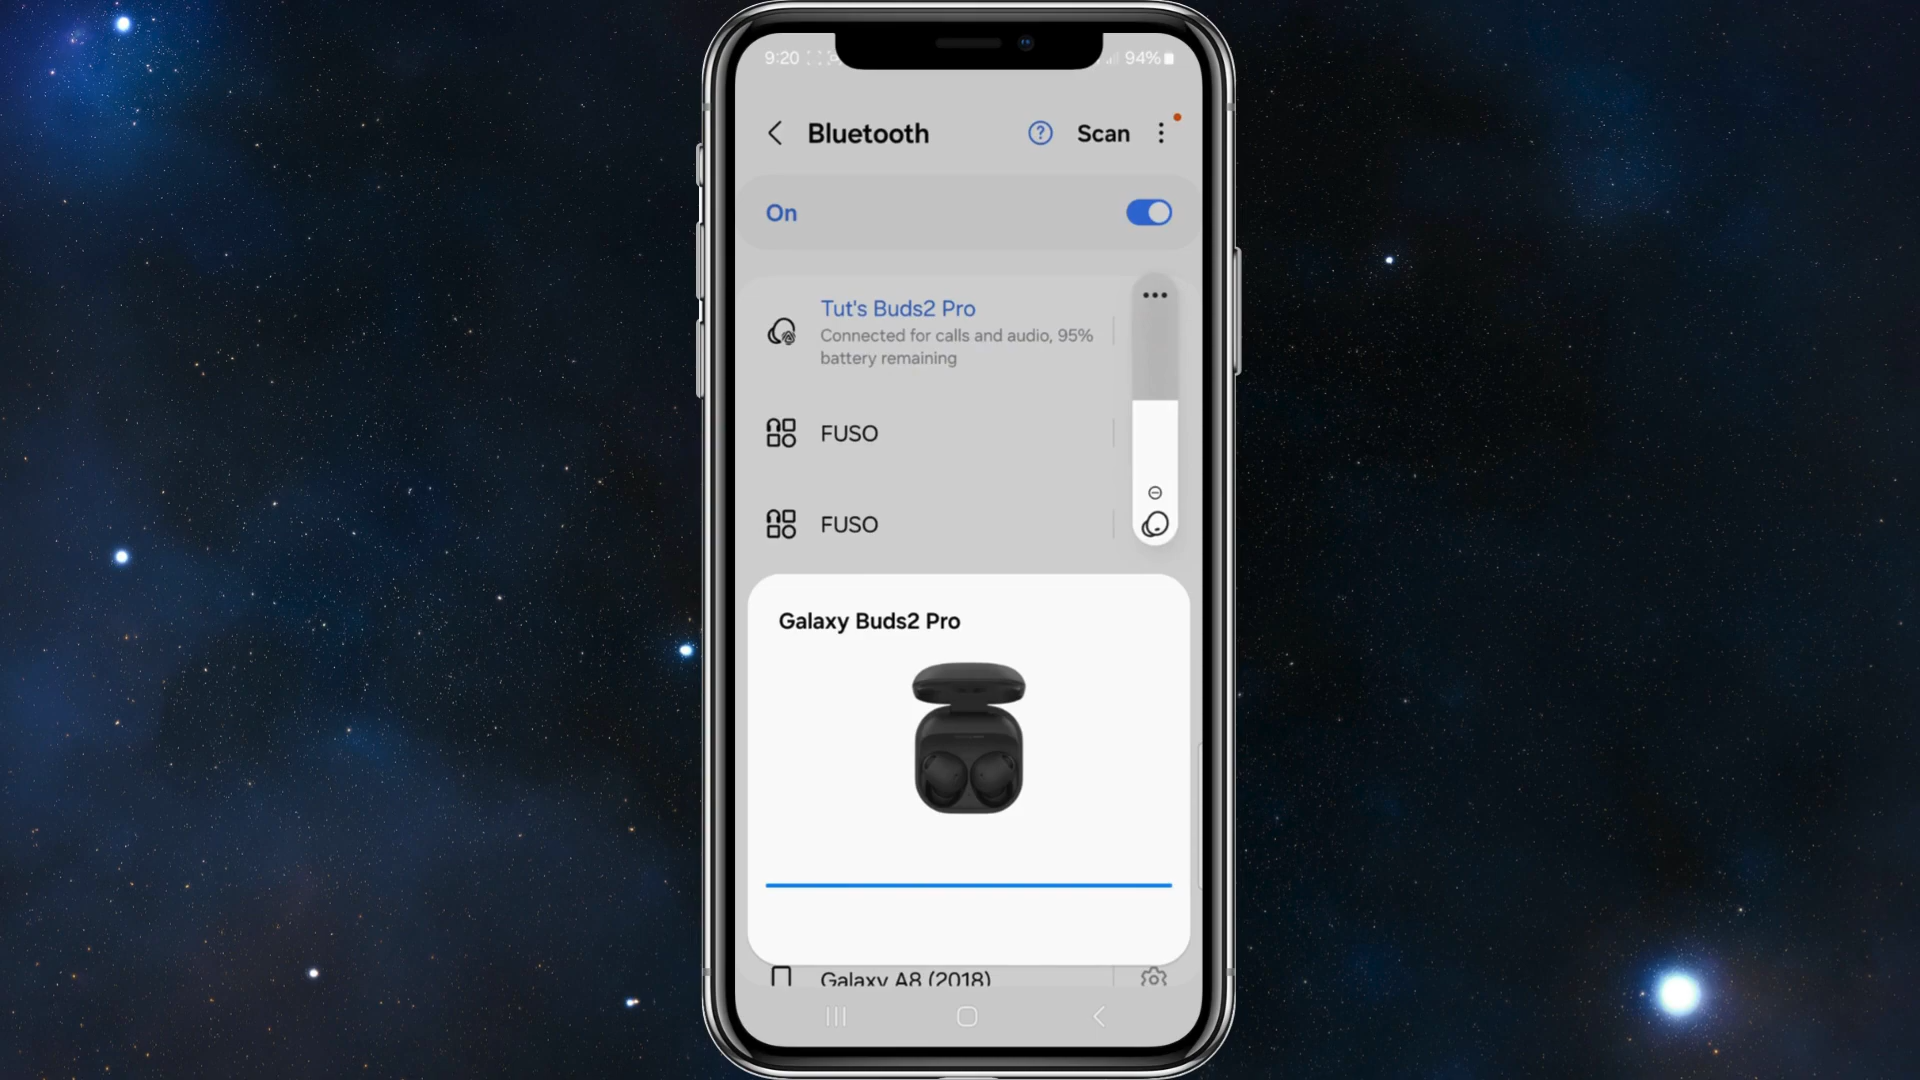 9:20
94%
Bluetooth
? Scan
On
Tut's Buds2 Pro
Connected for calls and audio, 95%
battery remaining
FUSO
FUSO
Galaxy Buds2 Pro
Galaxy A8 (2018)